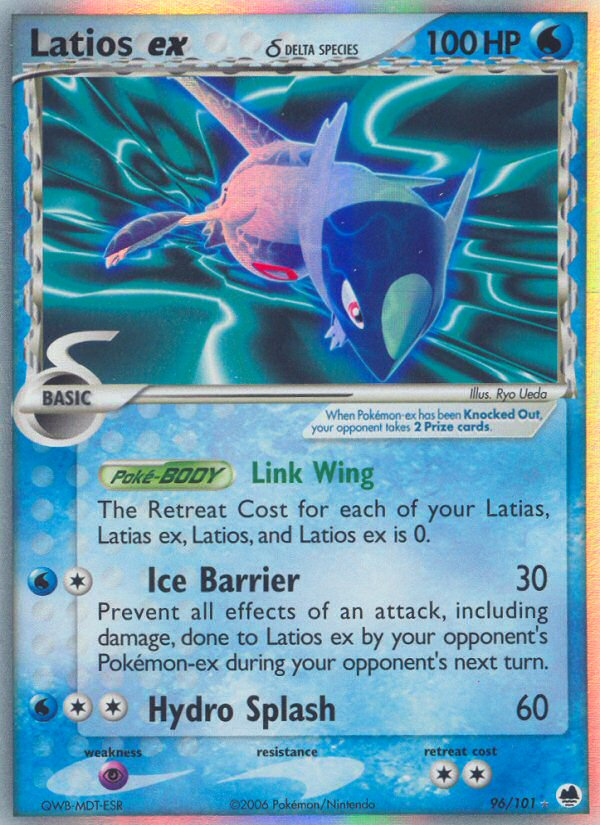 Latios ex δ DELTA SPECIES 100 HP
δ
BASIC
Illus. Ryo Ueda
When Pokémon-ex has been Knocked Out,
your opponent takes 2 Prize cards.
Poké-BODY Link Wing
The Retreat Cost for each of your Latias,
Latias ex, Latios, and Latios ex is 0.
Ice Barrier 30
Prevent all effects of an attack, including
damage, done to Latios ex by your opponent's
Pokémon-ex during your opponent's next turn.
Hydro Splash 60
weakness resistance retreat cost
QWB-MDT-ESR ©2006 Pokémon/Nintendo 96/101